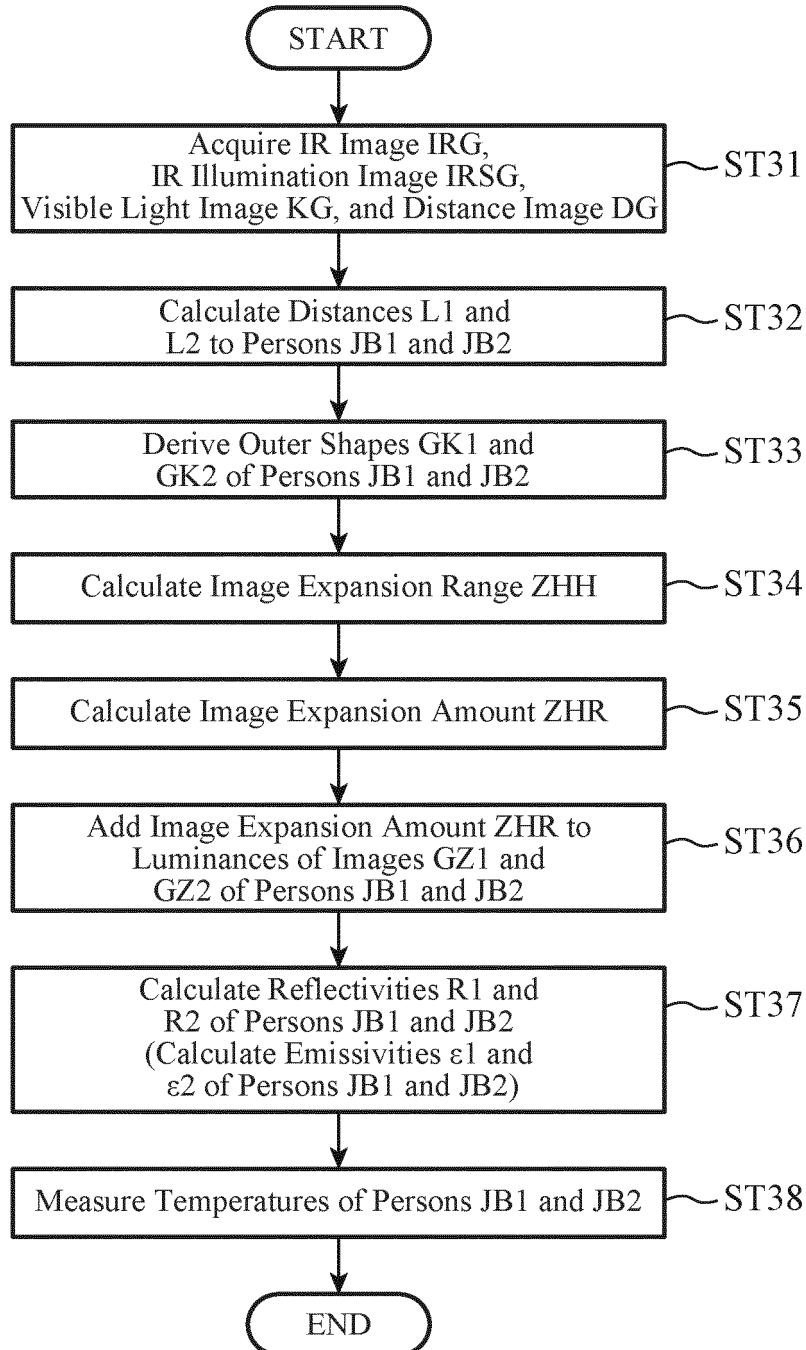 START
Acquire IR Image IRG,
IR Illumination Image IRSG,
Visible Light Image KG, and Distance Image DG
ST31
Calculate Distances L1 and
L2 to Persons JB1 and JB2
ST32
Derive Outer Shapes GK1 and
GK2 of Persons JB1 and JB2
ST33
Calculate Image Expansion Range ZHH
ST34
Calculate Image Expansion Amount ZHR
ST35
Add Image Expansion Amount ZHR to
Luminances of Images GZ1 and
GZ2 of Persons JB1 and JB2
ST36
Calculate Reflectivities R1 and
R2 of Persons JB1 and JB2
(Calculate Emissivities ε1 and
ε2 of Persons JB1 and JB2)
ST37
Measure Temperatures of Persons JB1 and JB2
ST38
END